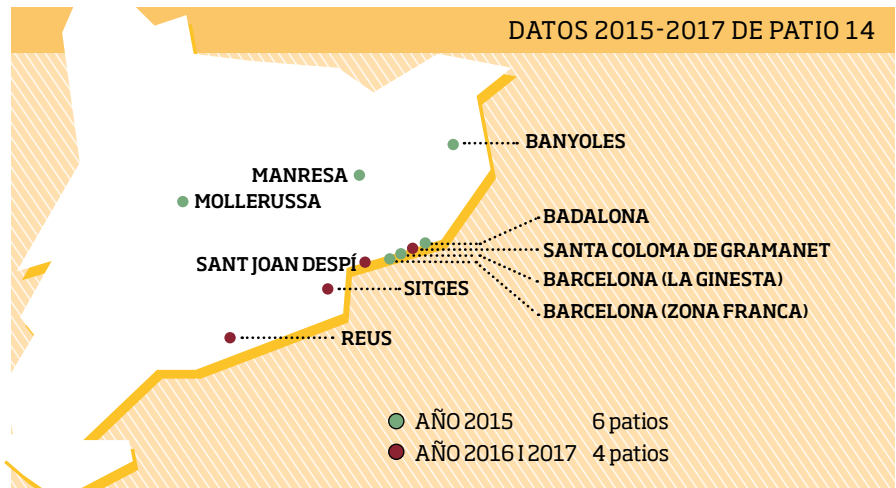 DATOS 2015-2017 DE PATIO 14
BANYOLES
MANRESA
MOLLERUSSA
BADALONA
SANTA COLOMA DE GRAMANET
SANT JOAN DESPÍ
BARCELONA (LA GINESTA)
SITGES
BARCELONA (ZONA FRANCA)
REUS
AÑO 2015 6 patios
AÑO 2016 I 2017 4 patios